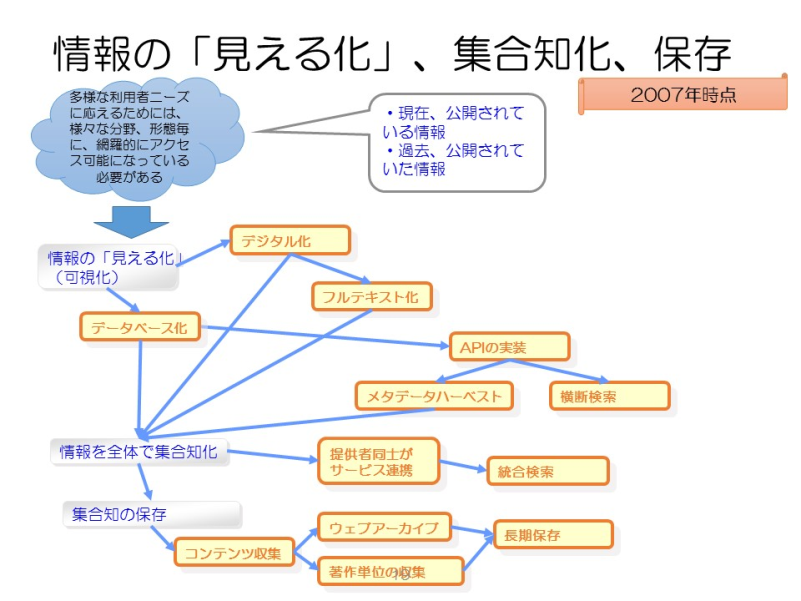 情報の「見える化」、集合知化、保存
2007年時点
多様な利用者ニーズ
に応えるためには、
様々な分野、形態毎
に、網羅的にアクセ
ス可能になっている
必要がある
・現在、公開されて
いる情報
・過去、公開されて
いた情報
情報の「見える化」
（可視化）
デジタル化
フルテキスト化
データベース化
APIの実装
メタデータハーベスト
横断検索
情報を全体で集合知化
提供者同士が
サービス連携
統合検索
集合知の保存
コンテンツ収集
ウェブアーカイブ
長期保存
著作単位の収集